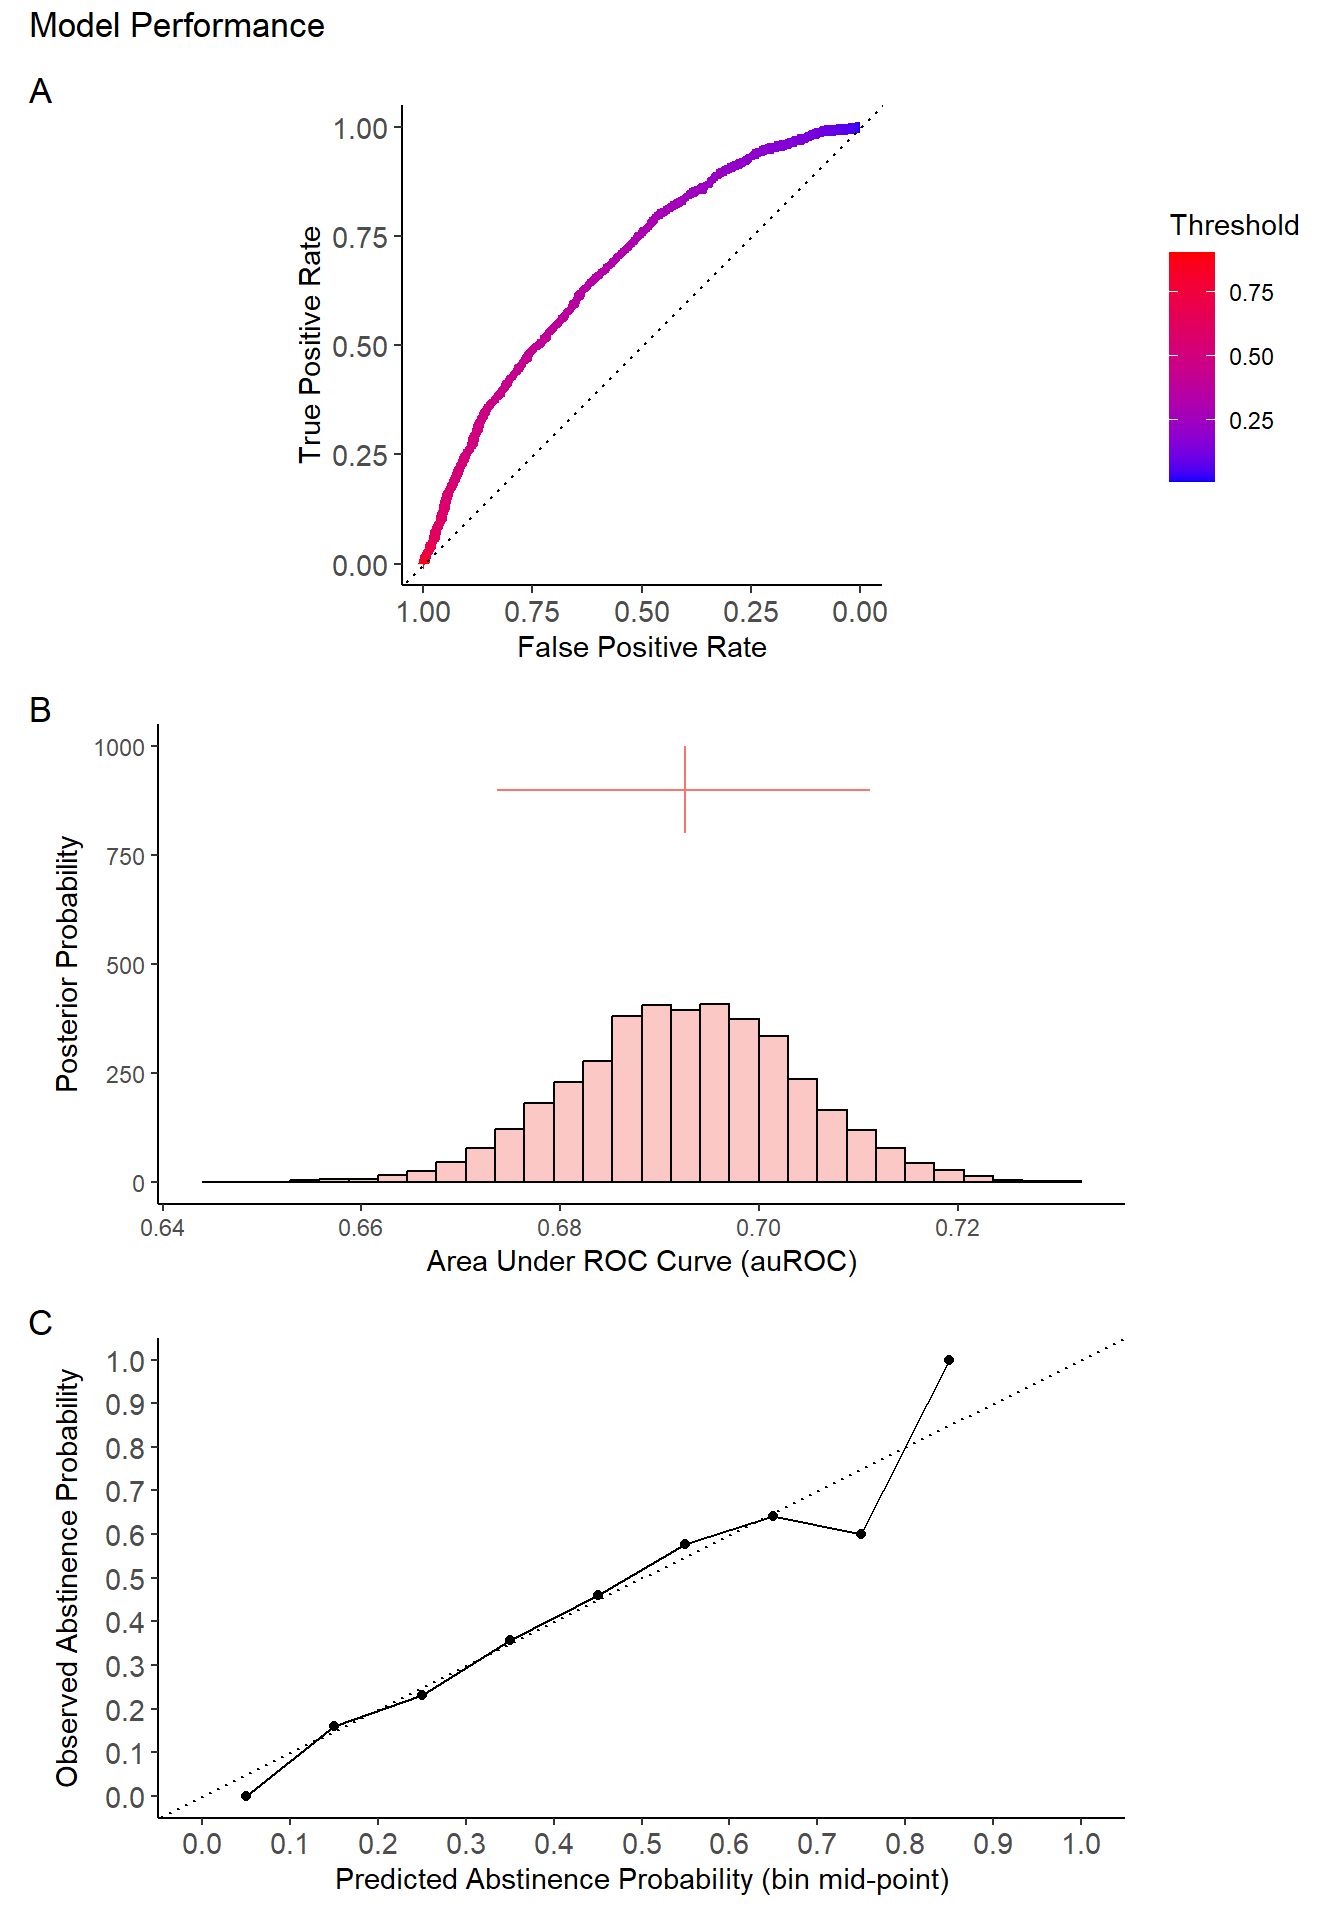 Model Performance
A
1.00
0.75
0.50
0.25
0.00
True Positive Rate
1.00 0.75 0.50 0.25 0.00
False Positive Rate
Threshold
0.75
0.50
0.25
B
1000
750
500
250
0
Posterior Probability
0.64 0.66 0.68 0.70 0.72
Area Under ROC Curve (auROC)
C
1.0
0.9
0.8
0.7
0.6
0.5
0.4
0.3
0.2
0.1
0.0
Observed Abstinence Probability
0.0 0.1 0.2 0.3 0.4 0.5 0.6 0.7 0.8 0.9 1.0
Predicted Abstinence Probability (bin mid-point)